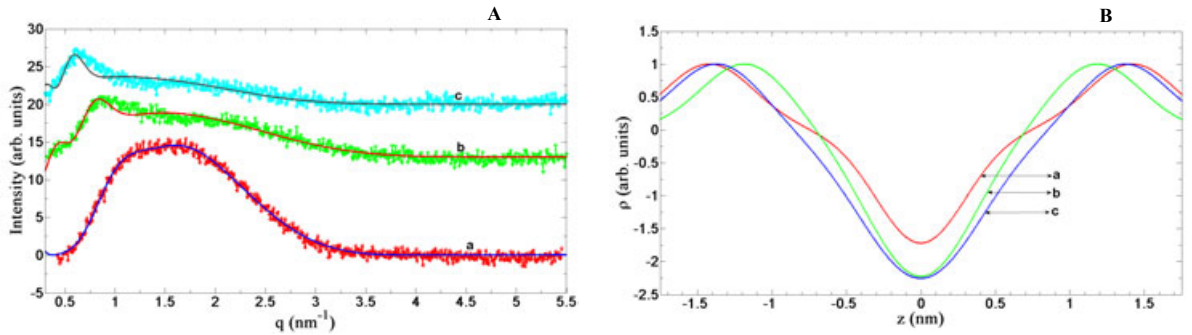 A
30
25
20
15
10
5
0
-5
Intensity (arb. units)
c
b
a
0.5 1 1.5 2 2.5 3 3.5 4 4.5 5 5.5
q (nm-1)
B
1.5
1
0.5
0
-0.5
-1
-1.5
-2
-2.5
ρ (arb. units)
a
b
c
-1.5 -1 -0.5 0 0.5 1 1.5
z (nm)